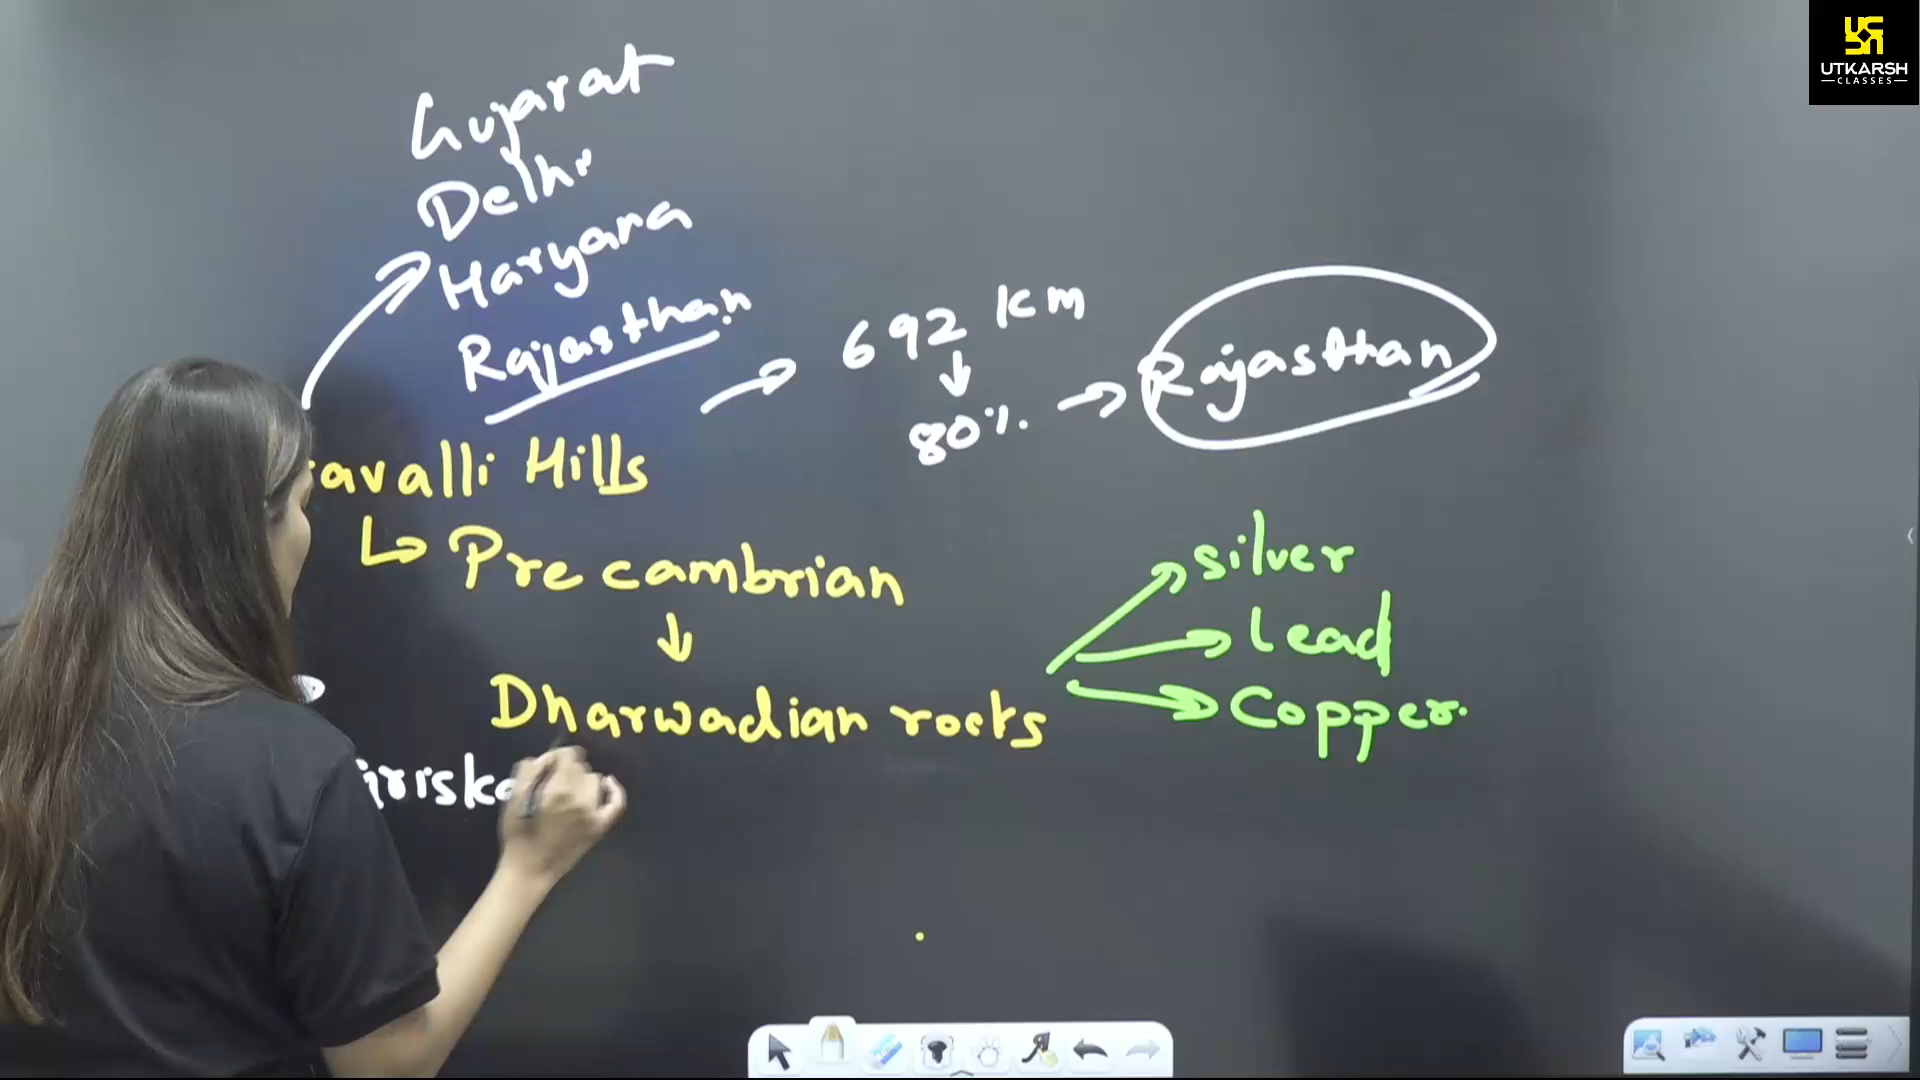 UTKARSH
CLASSES
Gujarat
Delhi
Haryana
Rajasthan
692 Km
80%
Rajasthan
avalli Hills
Pre cambrian
Dharwadian rocks
silver
Lead
Copper